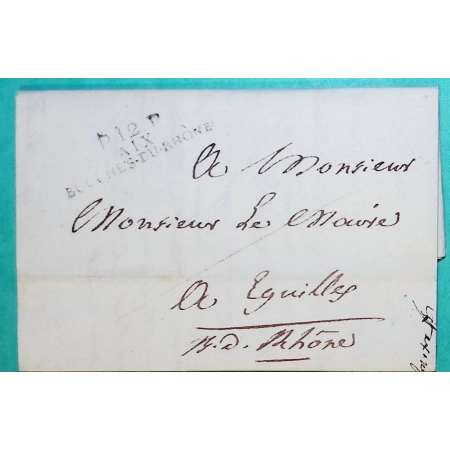 P.12.P
AIX
BOUCHES-DU-RHÔNE
A Monsieur
Monsieur Le Maire
A Eguilles
B. d. Rhône